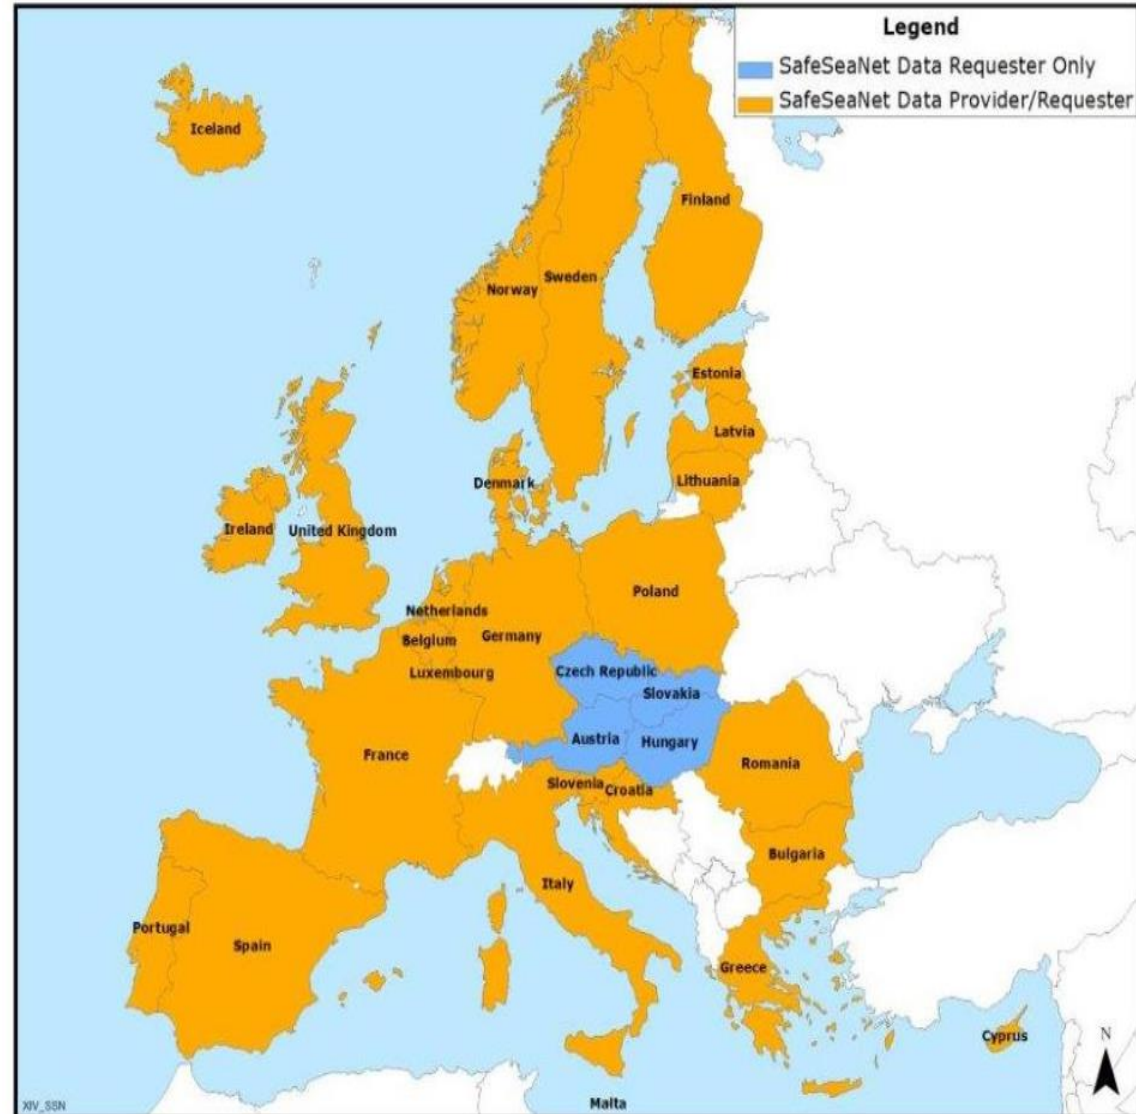 Legend
SafeSeaNet Data Requester Only
SafeSeaNet Data Provider/Requester
Iceland
Finland
Sweden
Norway
Estonia
Latvia
Lithuania
Denmark
Ireland
United Kingdom
Poland
Netherlands
Germany
Belgium
Luxembourg
Czech Republic
Slovakia
Austria
Hungary
France
Romania
Slovenia
Croatia
Bulgaria
Italy
Portugal
Spain
Greece
Cyprus
N
Malta
XIV_SSN